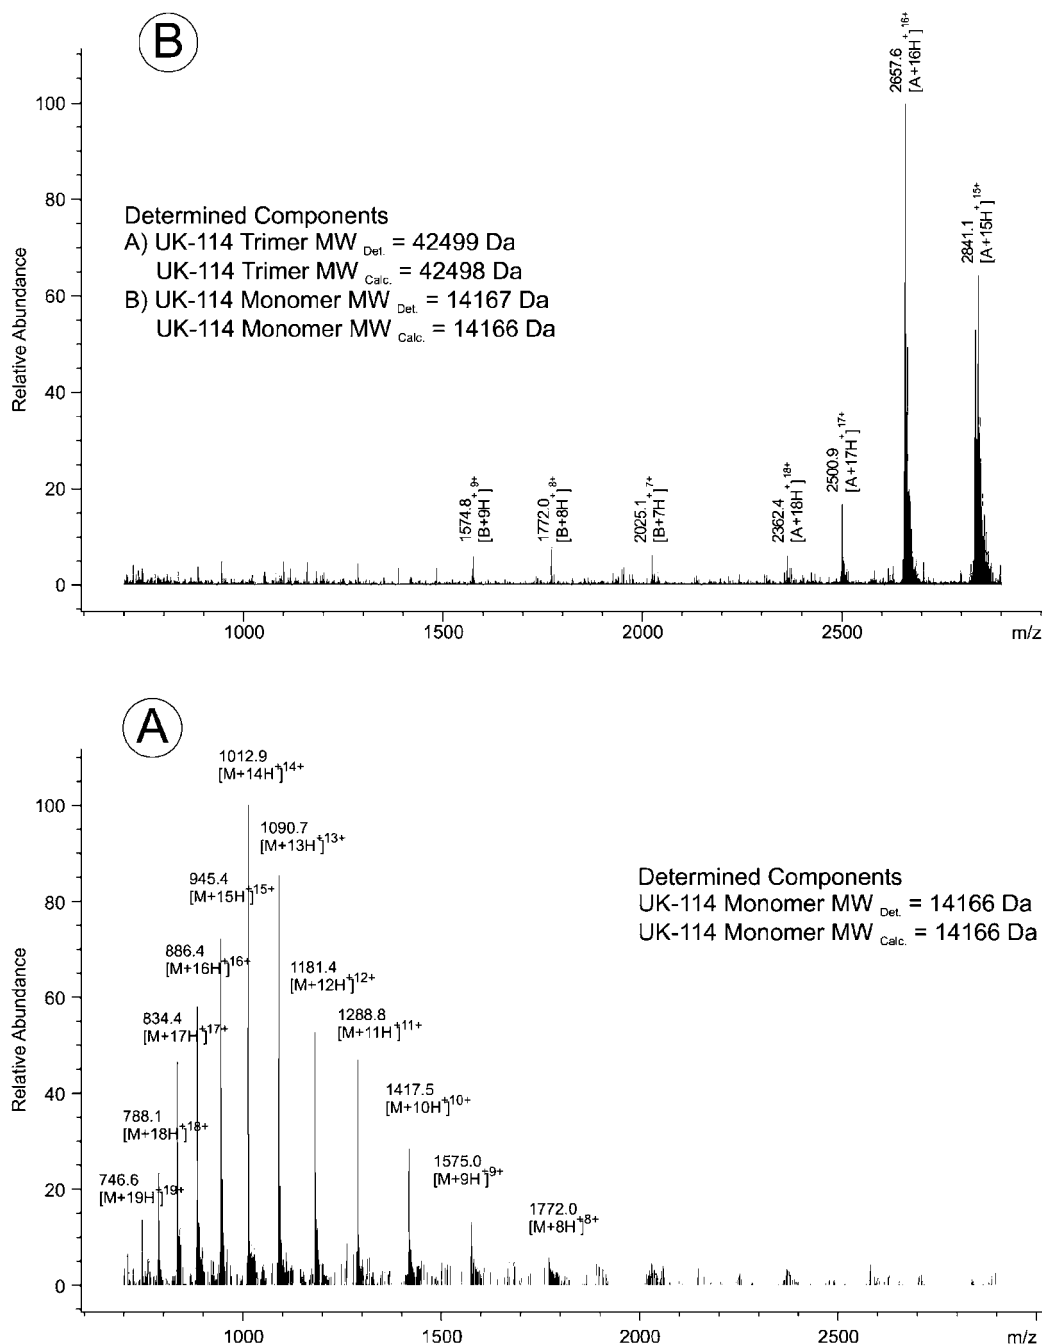 B
2657.6
[A+16H⁺]¹⁶⁺
2841.1
[A+15H⁺]¹⁵⁺
2500.9
[A+17H⁺]¹⁷⁺
2362.4
[A+18H⁺]¹⁸⁺
2025.1
[B+7H⁺]⁷⁺
1772.0
[B+8H⁺]⁸⁺
1574.8
[B+9H⁺]⁹⁺
Determined Components
A) UK-114 Trimer MW Det. = 42499 Da
UK-114 Trimer MW Calc. = 42498 Da
B) UK-114 Monomer MW Det. = 14167 Da
UK-114 Monomer MW Calc. = 14166 Da
Relative Abundance
100
80
60
40
20
0
1000 1500 2000 2500 m/z
A
1012.9
[M+14H⁺]¹⁴⁺
1090.7
[M+13H⁺]¹³⁺
945.4
[M+15H⁺]¹⁵⁺
886.4
[M+16H⁺]¹⁶⁺
1181.4
[M+12H⁺]¹²⁺
834.4
[M+17H⁺]¹⁷⁺
1288.8
[M+11H⁺]¹¹⁺
1417.5
[M+10H⁺]¹⁰⁺
788.1
[M+18H⁺]¹⁸⁺
1575.0
[M+9H⁺]⁹⁺
746.6
[M+19H⁺]¹⁹⁺
1772.0
[M+8H⁺]⁸⁺
Determined Components
UK-114 Monomer MW Det. = 14166 Da
UK-114 Monomer MW Calc. = 14166 Da
Relative Abundance
100
80
60
40
20
0
1000 1500 2000 2500 m/z